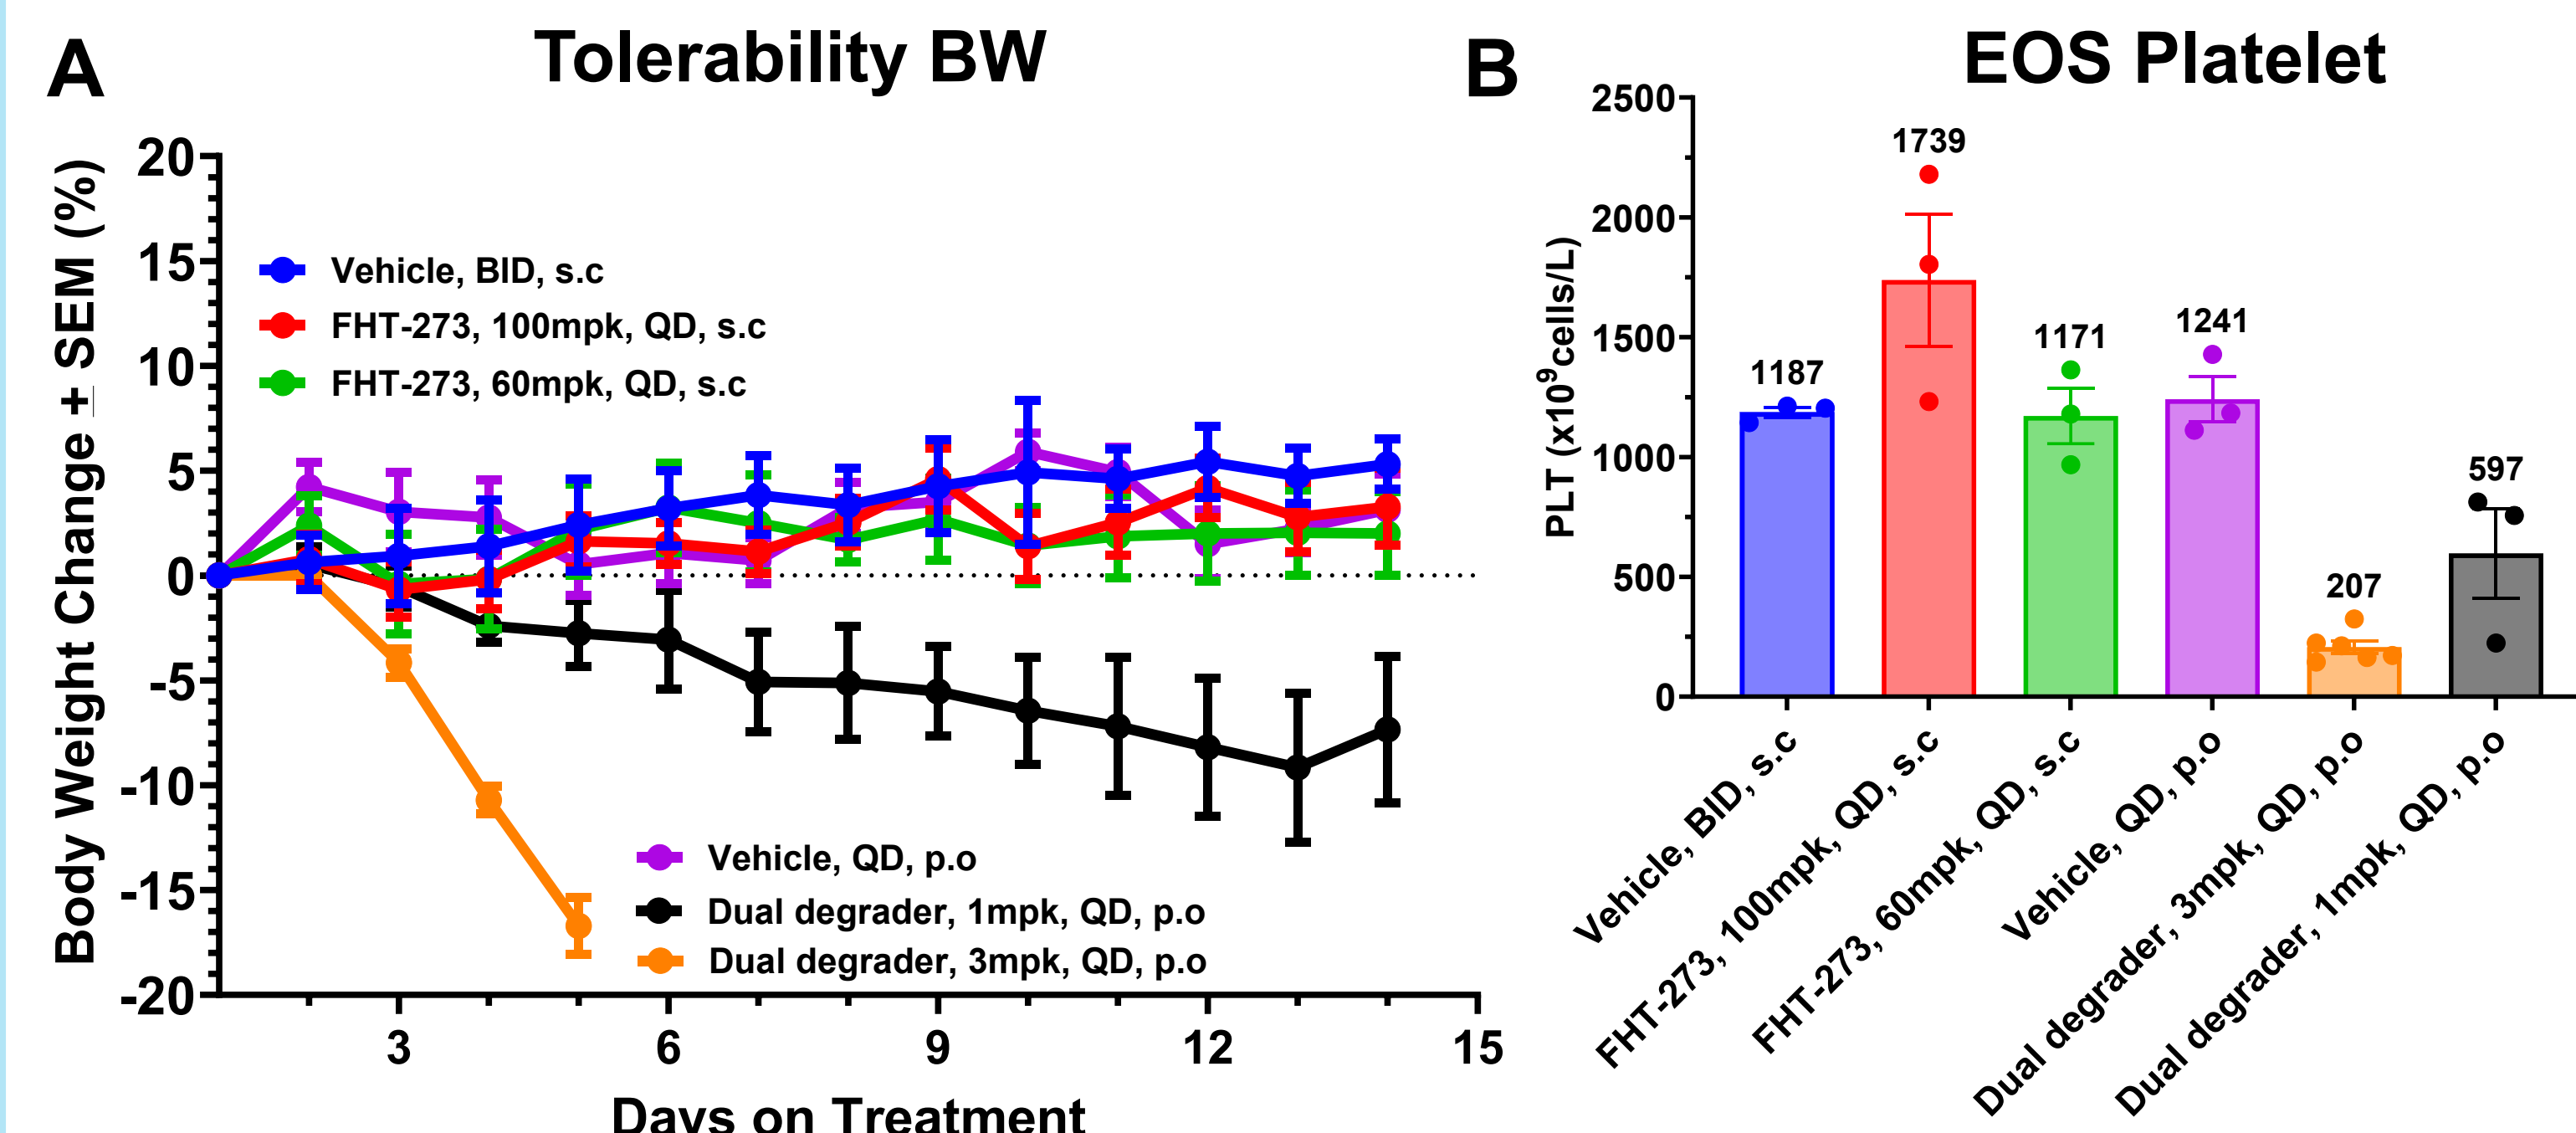 A
Tolerability BW
Body Weight Change ± SEM (%)
20
15
10
5
0
-5
-10
-15
-20
Vehicle, BID, s.c
FHT-273, 100mpk, QD, s.c
FHT-273, 60mpk, QD, s.c
Vehicle, QD, p.o
Dual degrader, 1mpk, QD, p.o
Dual degrader, 3mpk, QD, p.o
3
6
9
12
15
Days on Treatment
B
EOS Platelet
PLT (x10⁹cells/L)
2500
2000
1500
1000
500
0
1187
1739
1171
1241
207
597
Vehicle, BID, s.c
FHT-273, 100mpk, QD, s.c
FHT-273, 60mpk, QD, s.c
Vehicle, QD, p.o
Dual degrader, 3mpk, QD, p.o
Dual degrader, 1mpk, QD, p.o